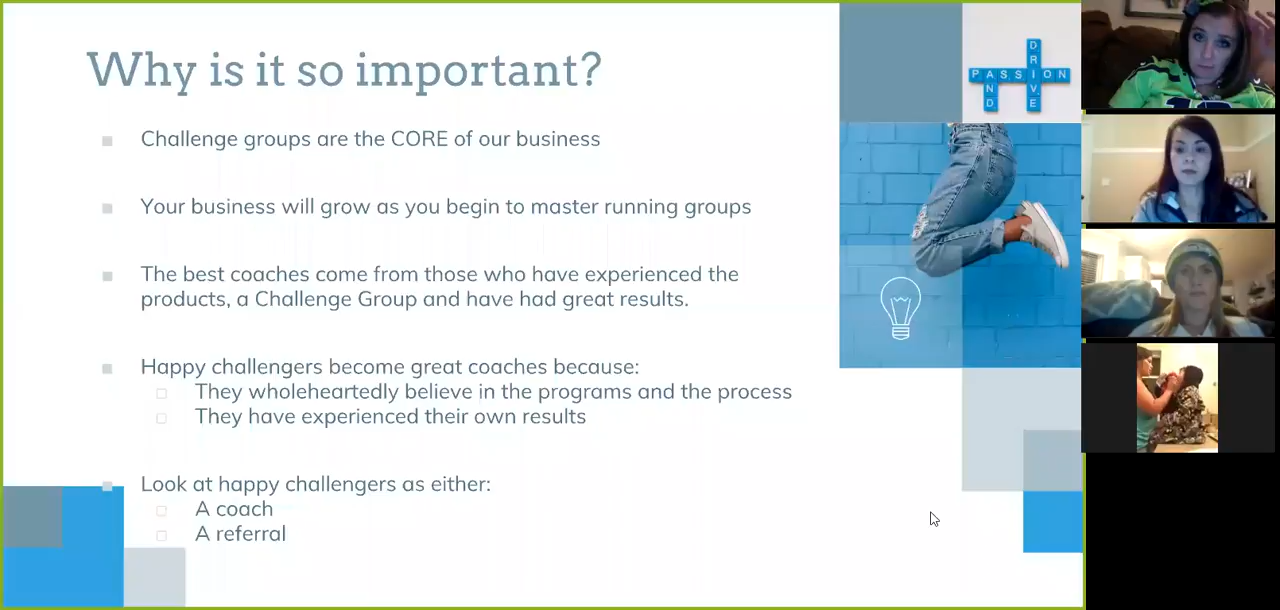 Why is it so important?
Challenge groups are the CORE of our business
Your business will grow as you begin to master running groups
The best coaches come from those who have experienced the
products, a Challenge Group and have had great results.
Happy challengers become great coaches because:
They wholeheartedly believe in the programs and the process
They have experienced their own results
Look at happy challengers as either:
A coach
A referral
PASSION
AND
DRIVE